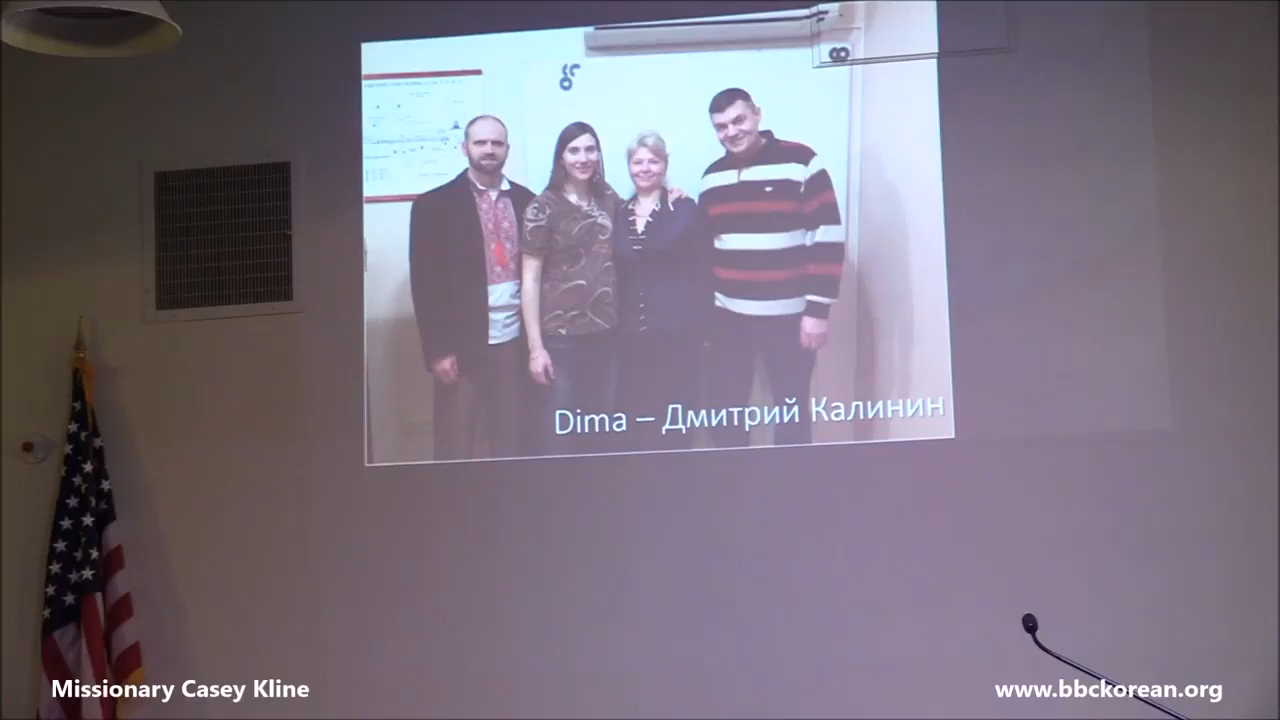 Dima – Дмитрий Калинин
Missionary Casey Kline
www.bbckorean.org